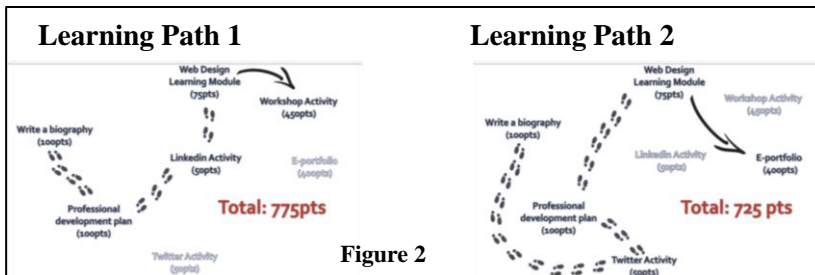 Learning Path 1
Web Design
Learning Module
(75pts)
Workshop Activity
(450pts)
Write a biography
(100pts)
Linkedin Activity
(50pts)
E-portfolio
(400pts)
Professional
development plan
(100pts)
Total: 775pts
Twitter Activity
(50pts)
Figure 2
Learning Path 2
Web Design
Learning Module
(75pts)
Workshop Activity
(450pts)
Write a biography
(100pts)
Linkedin Activity
(50pts)
E-portfolio
(400pts)
Professional
development plan
(100pts)
Total: 725 pts
Twitter Activity
(50pts)